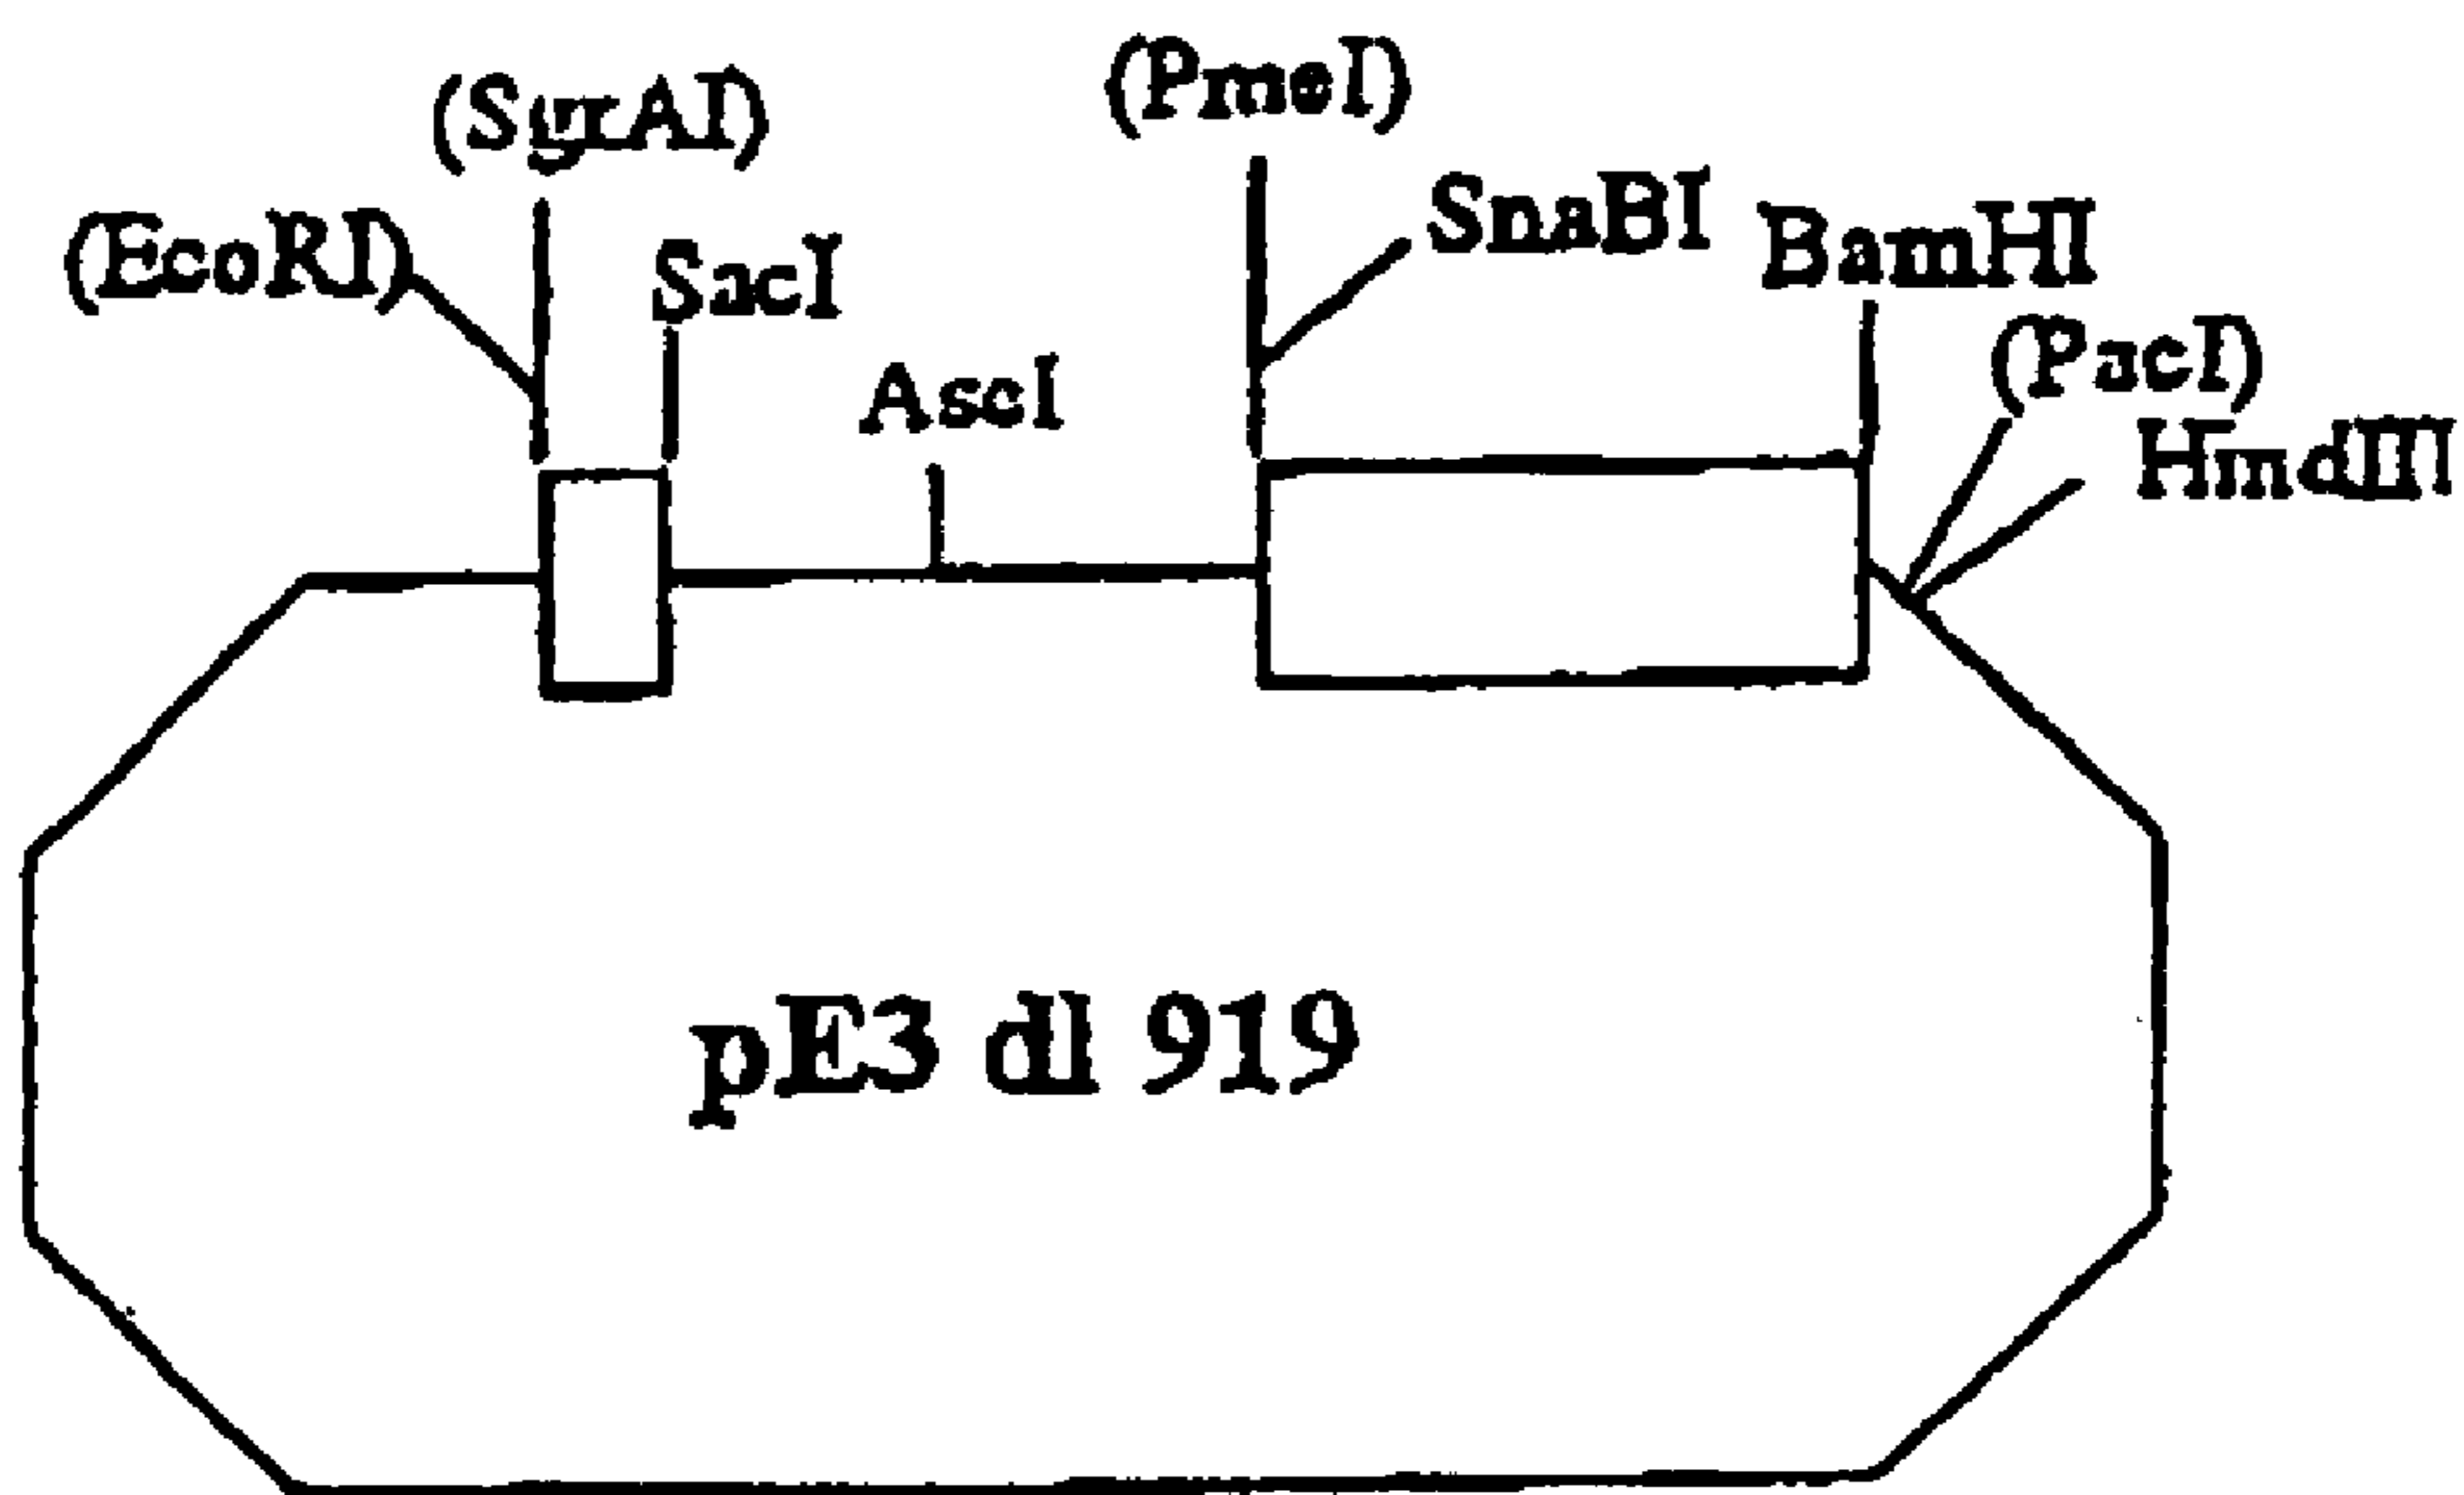 (PmeI)
(SgrAI)
SnaBI
BamHI
(EcoRI)
SacI
(PacI)
AscI
HindIII
pE3 dl 919